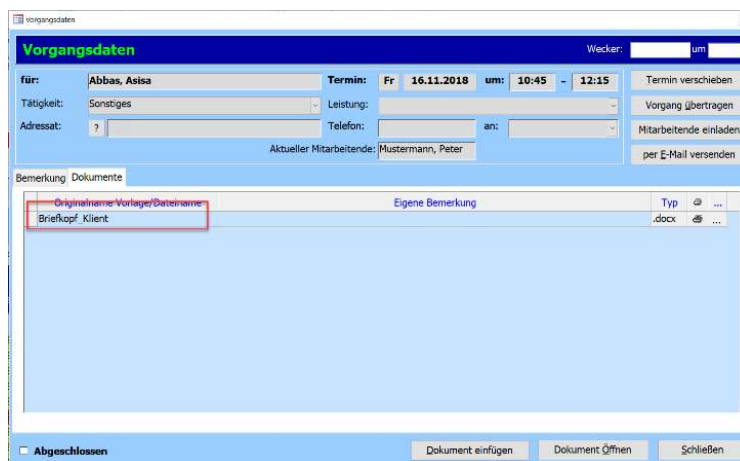 Vorgangsdaten
Vorgangsdaten Wecker: um
für: Abbas, Asisa Termin: Fr 16.11.2018 um: 10:45 - 12:15 Termin verschieben
Tätigkeit: Sonstiges Leistung: Vorgang übertragen
Adressat: ? Telefon: an: Mitarbeitende einladen
Aktueller Mitarbeitende: Mustermann, Peter per E-Mail versenden
Bemerkung Dokumente
Originalname Vorlage/Dateiname Eigene Bemerkung Typ ...
Briefkopf_Klient .docx ...
Abgeschlossen Dokument einfügen Dokument Öffnen Schließen